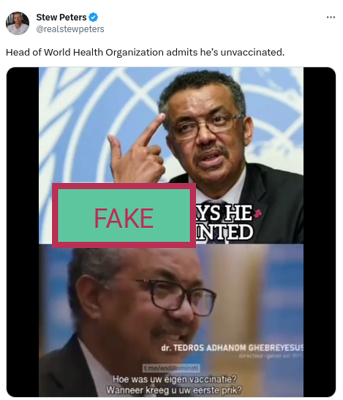 Stew Peters
@realstewpeters
Head of World Health Organization admits he's unvaccinated.
FAKE
YS HE
NTED
dr. TEDROS ADHANOM GHEBREYESUS
directeur-generaal
Hoe was uw eigen vaccinatie?
Wanneer kreeg u uw eerste prik?